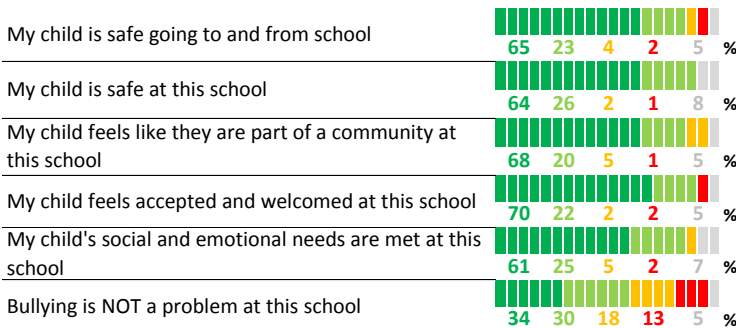 My child is safe going to and from school
65 23 4 2 5 %
My child is safe at this school
64 26 2 1 8 %
My child feels like they are part of a community at
this school
68 20 5 1 5 %
My child feels accepted and welcomed at this school
70 22 2 2 5 %
My child's social and emotional needs are met at this
school
61 25 5 2 7 %
Bullying is NOT a problem at this school
34 30 18 13 5 %